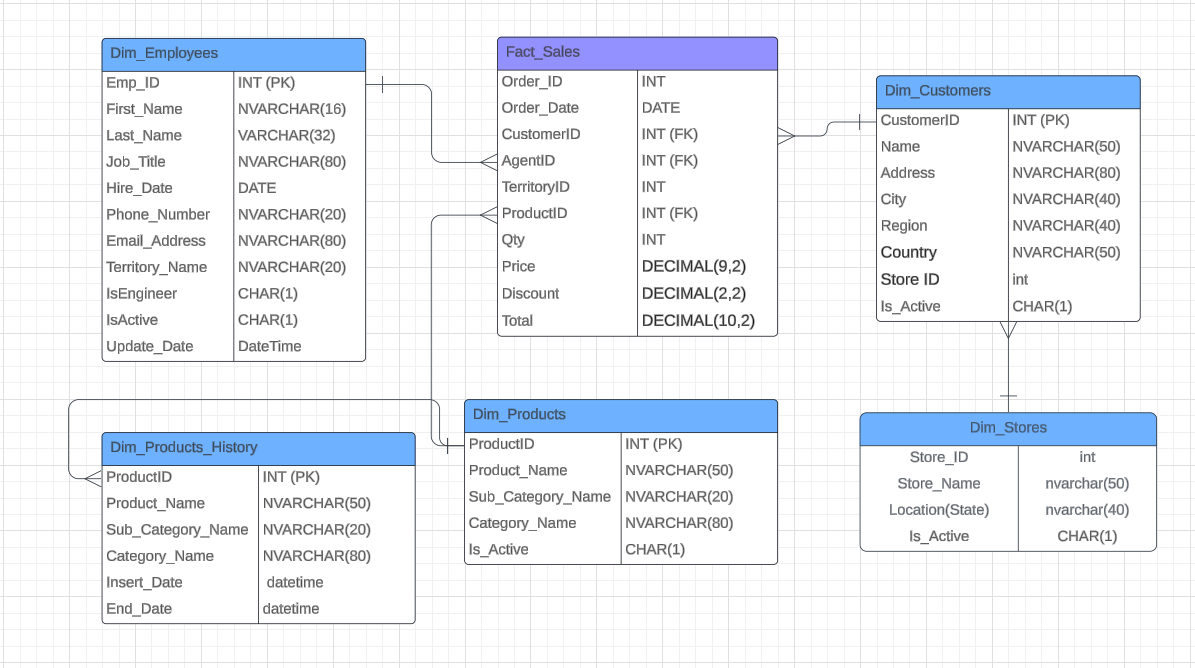 Dim_Employees
Emp_ID INT (PK)
First_Name NVARCHAR(16)
Last_Name VARCHAR(32)
Job_Title NVARCHAR(80)
Hire_Date DATE
Phone_Number NVARCHAR(20)
Email_Address NVARCHAR(80)
Territory_Name NVARCHAR(20)
IsEngineer CHAR(1)
IsActive CHAR(1)
Update_Date DateTime
Fact_Sales
Order_ID INT
Order_Date DATE
CustomerID INT (FK)
AgentID INT (FK)
TerritoryID INT
ProductID INT (FK)
Qty INT
Price DECIMAL(9,2)
Discount DECIMAL(2,2)
Total DECIMAL(10,2)
Dim_Customers
CustomerID INT (PK)
Name NVARCHAR(50)
Address NVARCHAR(80)
City NVARCHAR(40)
Region NVARCHAR(40)
Country NVARCHAR(50)
Store ID int
Is_Active CHAR(1)
Dim_Products_History
ProductID INT (PK)
Product_Name NVARCHAR(50)
Sub_Category_Name NVARCHAR(20)
Category_Name NVARCHAR(80)
Insert_Date datetime
End_Date datetime
Dim_Products
ProductID INT (PK)
Product_Name NVARCHAR(50)
Sub_Category_Name NVARCHAR(20)
Category_Name NVARCHAR(80)
Is_Active CHAR(1)
Dim_Stores
Store_ID int
Store_Name nvarchar(50)
Location(State) nvarchar(40)
Is_Active CHAR(1)